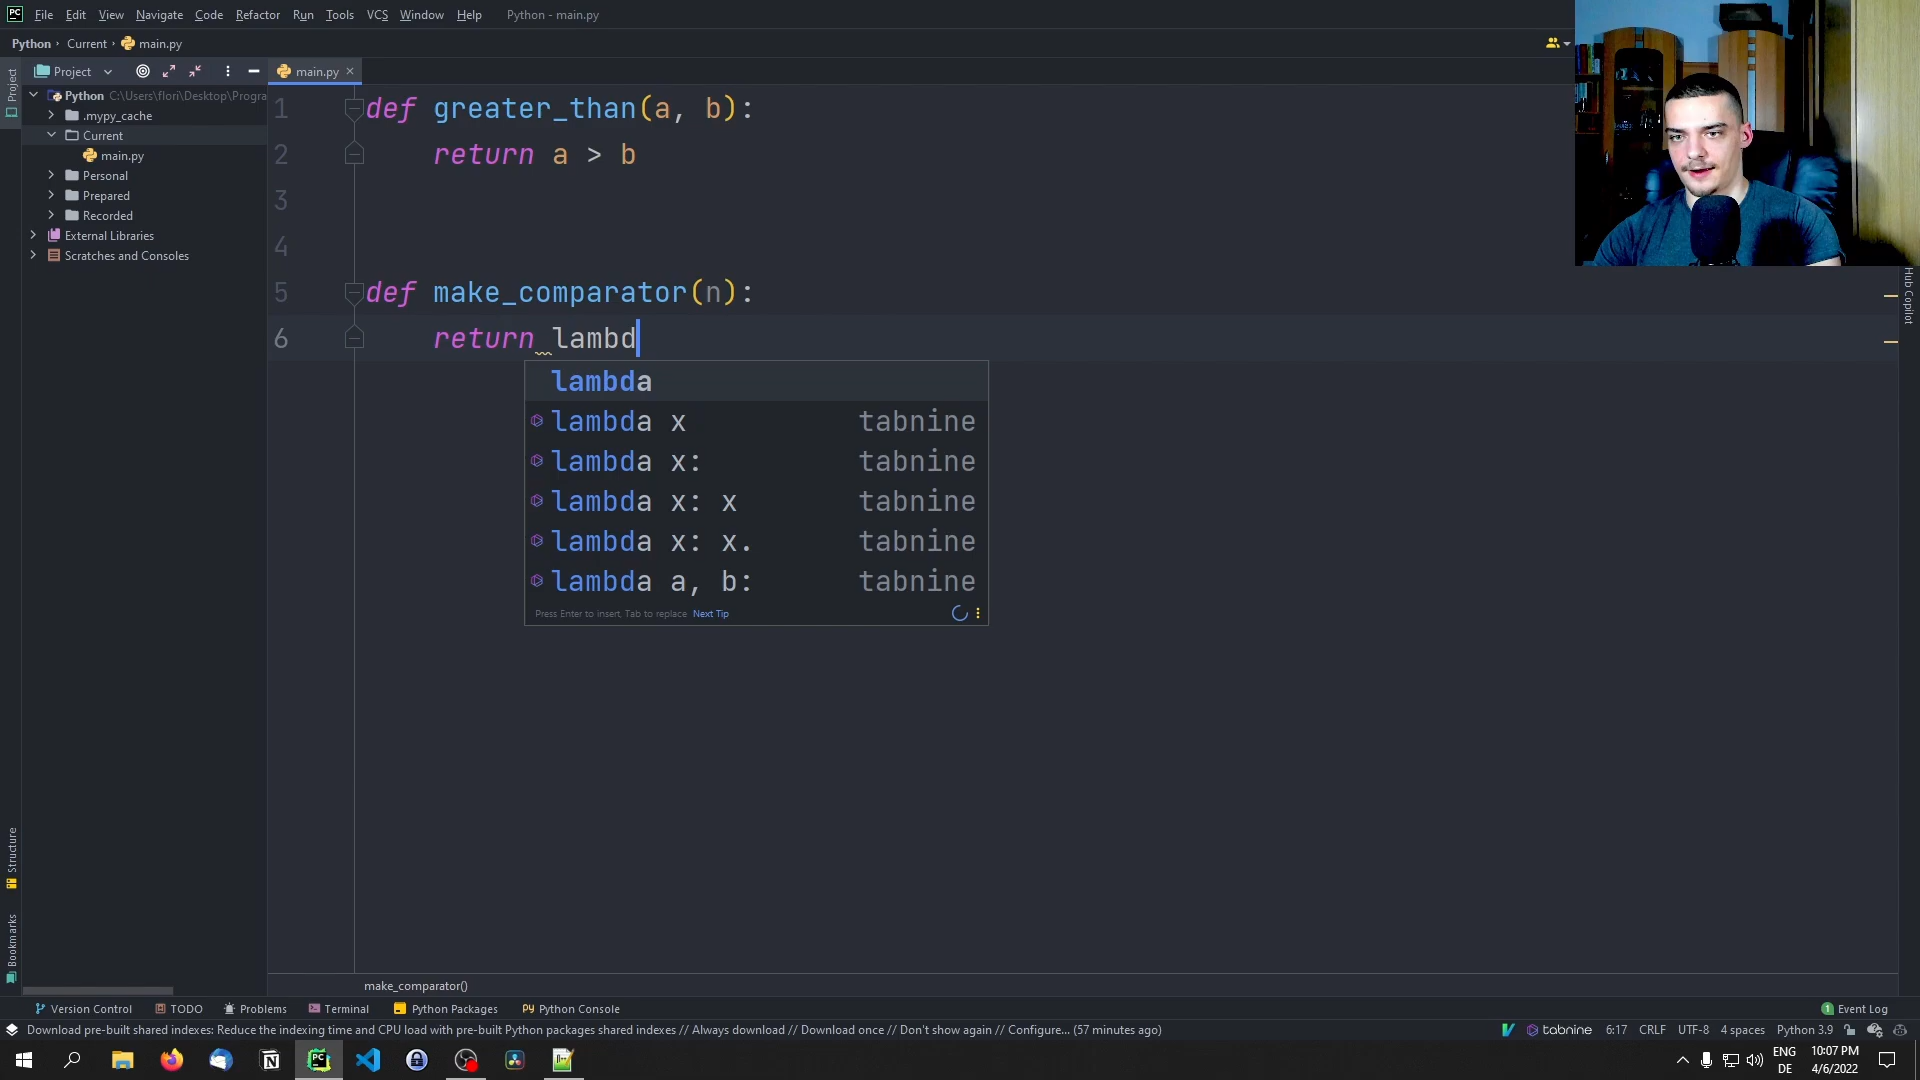 PC File Edit View Navigate Code Refactor Run Tools VCS Window Help Python - main.py
Python › Current › main.py
Project main.py
Project
Python C:\Users\flori\Desktop\Progra
.mypy_cache
Current
main.py
Personal
Prepared
Recorded
External Libraries
Scratches and Consoles
1 def greater_than(a, b):
2 return a > b
3
4
5 def make_comparator(n):
6 return lambd
lambda
lambda x tabnine
lambda x: tabnine
lambda x: x tabnine
lambda x: x. tabnine
lambda a, b: tabnine
Press Enter to insert, Tab to replace Next Tip
Hub Copilot
Structure
Bookmarks
make_comparator()
Version Control TODO Problems Terminal Python Packages Python Console 1 Event Log
Download pre-built shared indexes: Reduce the indexing time and CPU load with pre-built Python packages shared indexes // Always download // Download once // Don't show again // Configure... (57 minutes ago) tabnine 6:17 CRLF UTF-8 4 spaces Python 3.9
ENG 10:07 PM
DE 4/6/2022